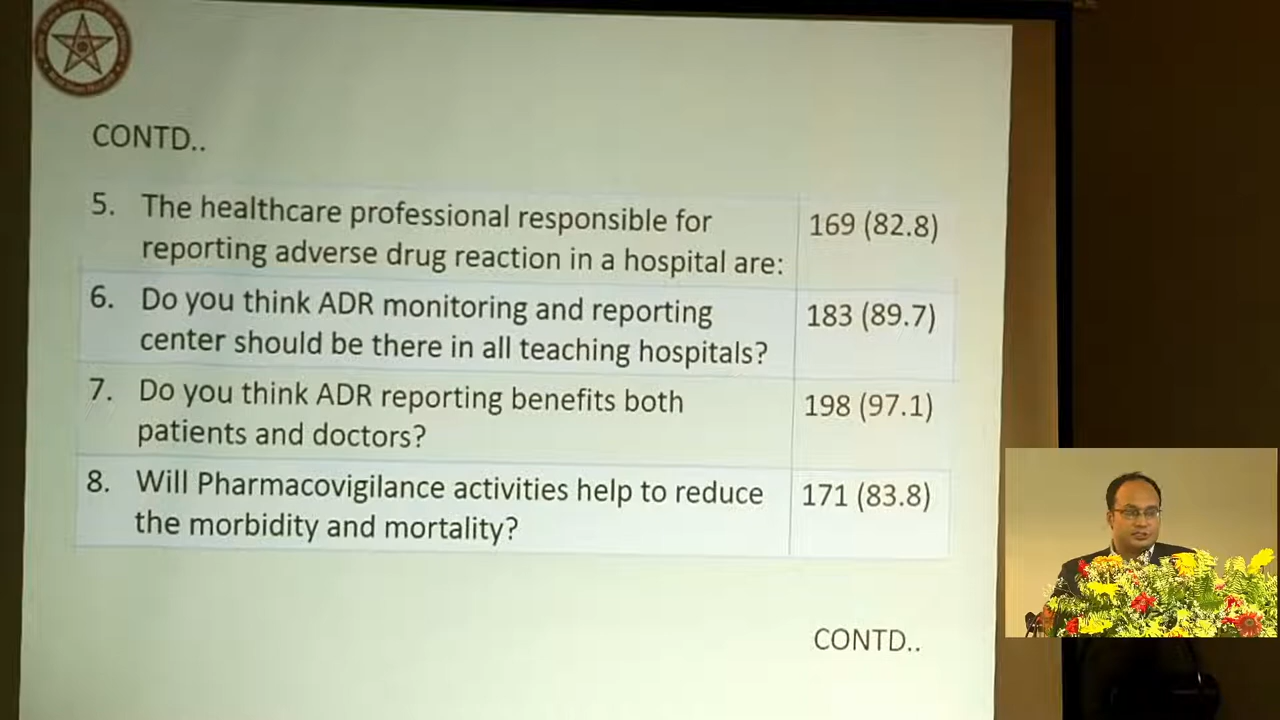 CONTD..
5. The healthcare professional responsible for 169 (82.8)
reporting adverse drug reaction in a hospital are:
6. Do you think ADR monitoring and reporting 183 (89.7)
center should be there in all teaching hospitals?
7. Do you think ADR reporting benefits both 198 (97.1)
patients and doctors?
8. Will Pharmacovigilance activities help to reduce 171 (83.8)
the morbidity and mortality?
CONTD..